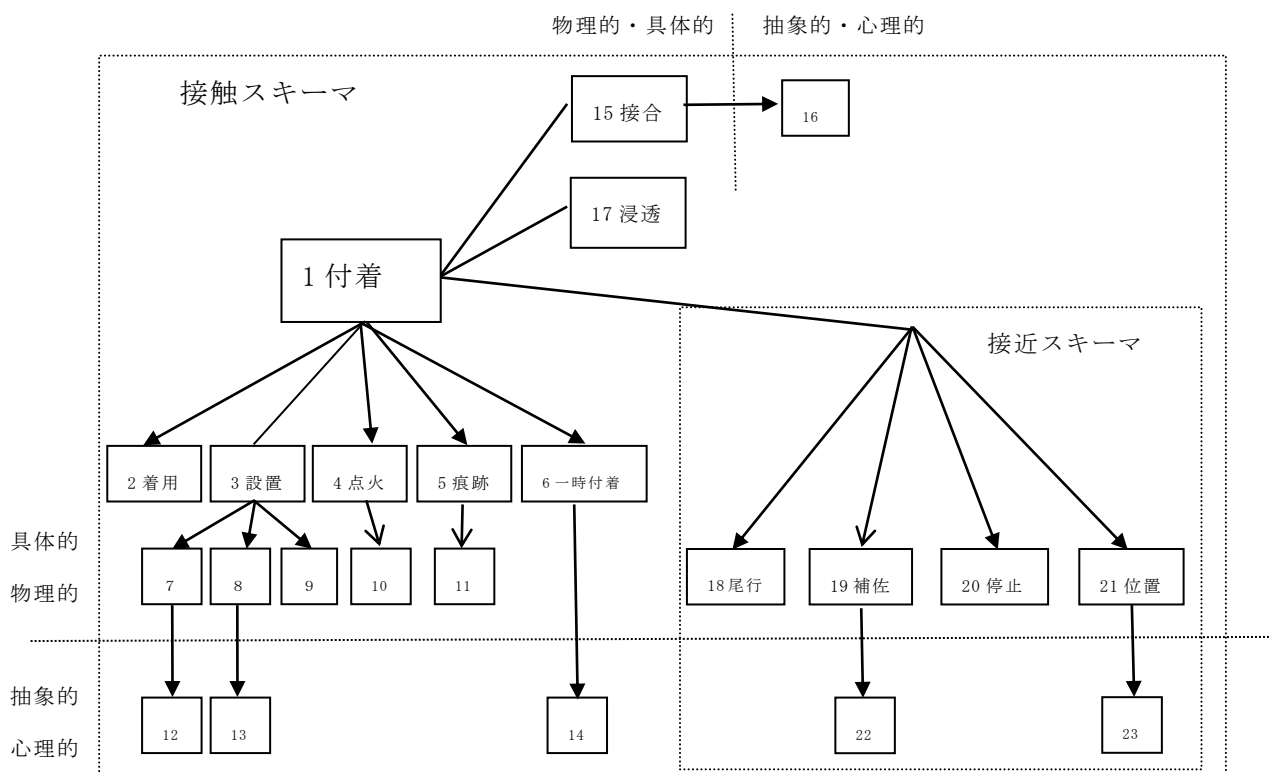 物理的・具体的 抽象的・心理的
接触スキーマ
15 接合
16
17 浸透
1 付着
接近スキーマ
2 着用 3 設置 4 点火 5 痕跡 6 一時付着
具体的
物理的
7 8 9 10 11
18 尾行 19 補佐 20 停止 21 位置
抽象的
心理的
12 13 14 22 23